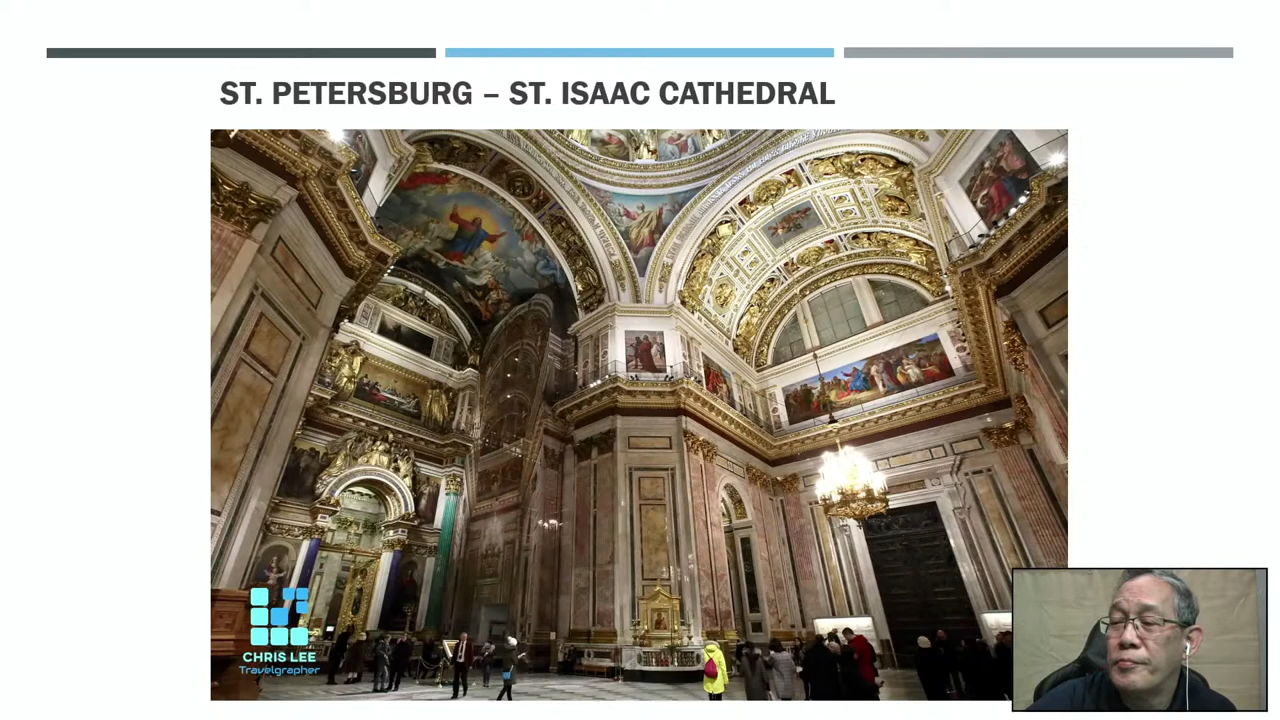 ST. PETERSBURG – ST. ISAAC CATHEDRAL
CHRIS LEE
Travelgrapher